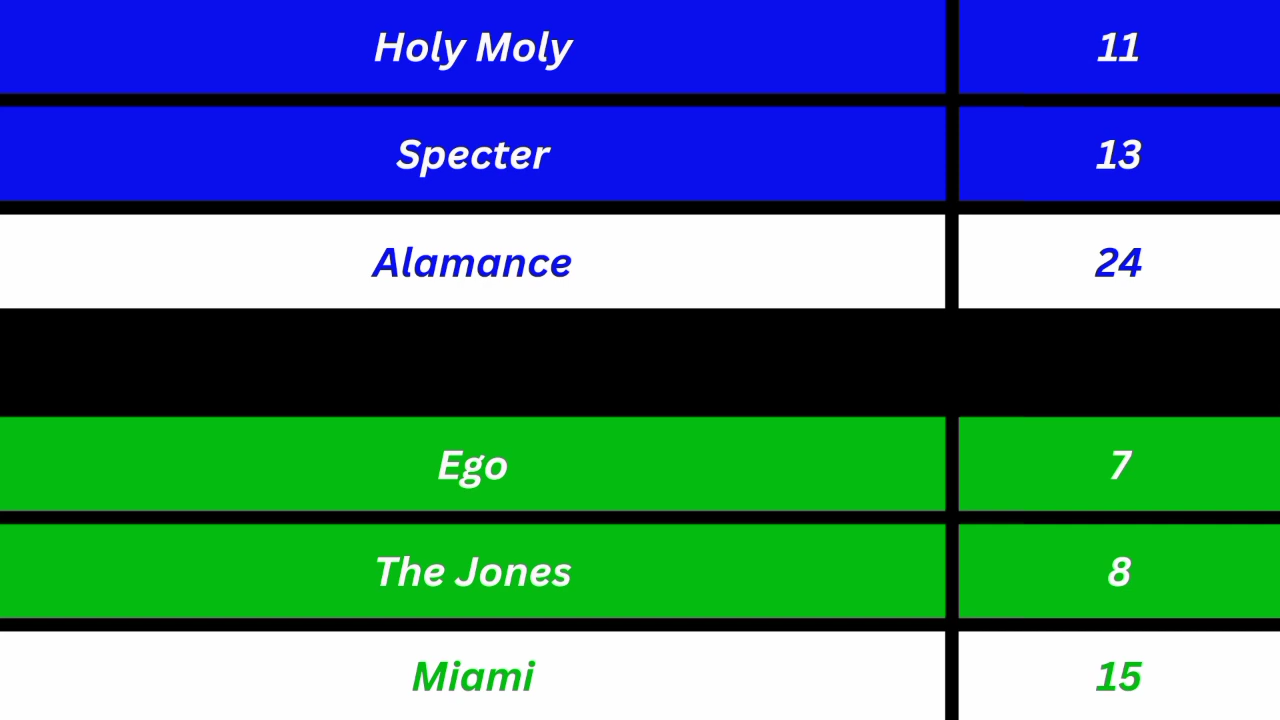 Holy Moly 11
Specter 13
Alamance 24
Ego 7
The Jones 8
Miami 15